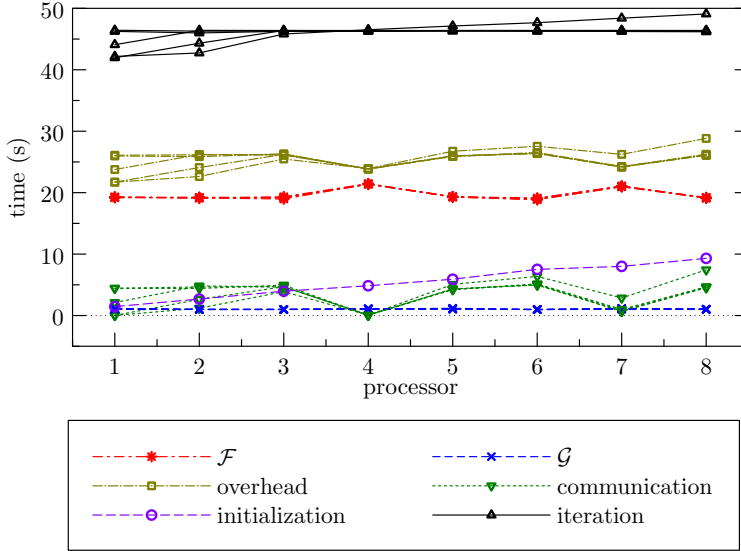 50
40
30
20
10
0
time (s)
1 2 3 4 5 6 7 8
processor
ℱ 𝒢
overhead communication
initialization iteration